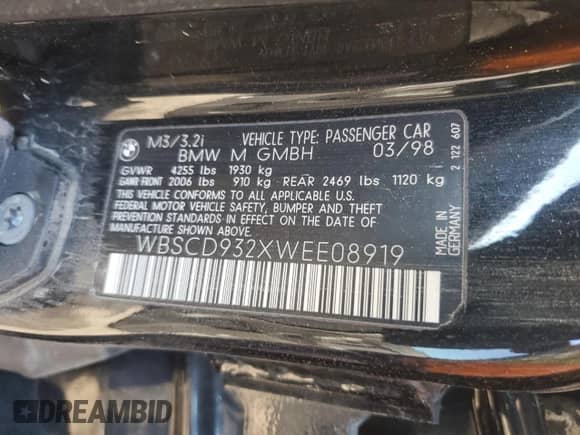 M3/3.2i VEHICLE TYPE: PASSENGER CAR
BMW M GMBH 03/98
GVWR 4255 lbs 1930 kg
GAWR FRONT 2006 lbs 910 kg - REAR 2469 lbs 1120 kg
THIS VEHICLE CONFORMS TO ALL APPLICABLE U.S.
FEDERAL MOTOR VEHICLE SAFETY, BUMPER AND THEFT
PREVENTION STANDARDS IN EFFECT ON THE DATE OF
MANUFACTURE SHOWN ABOVE.
WBSCD932XWEE08919
MADE IN
GERMANY
2 122 607
DREAMBID